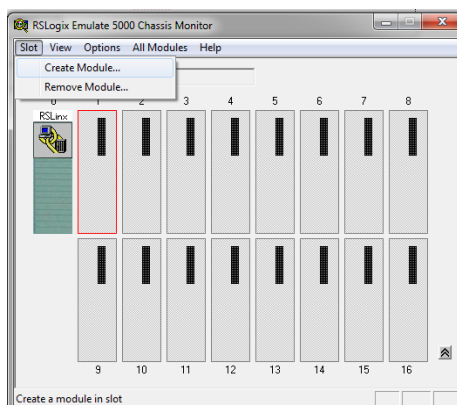 RSLogix Emulate 5000 Chassis Monitor
Slot View Options All Modules Help
Create Module...
Remove Module...
0 1 2 3 4 5 6 7 8
RSLinx
9 10 11 12 13 14 15 16
Create a module in slot